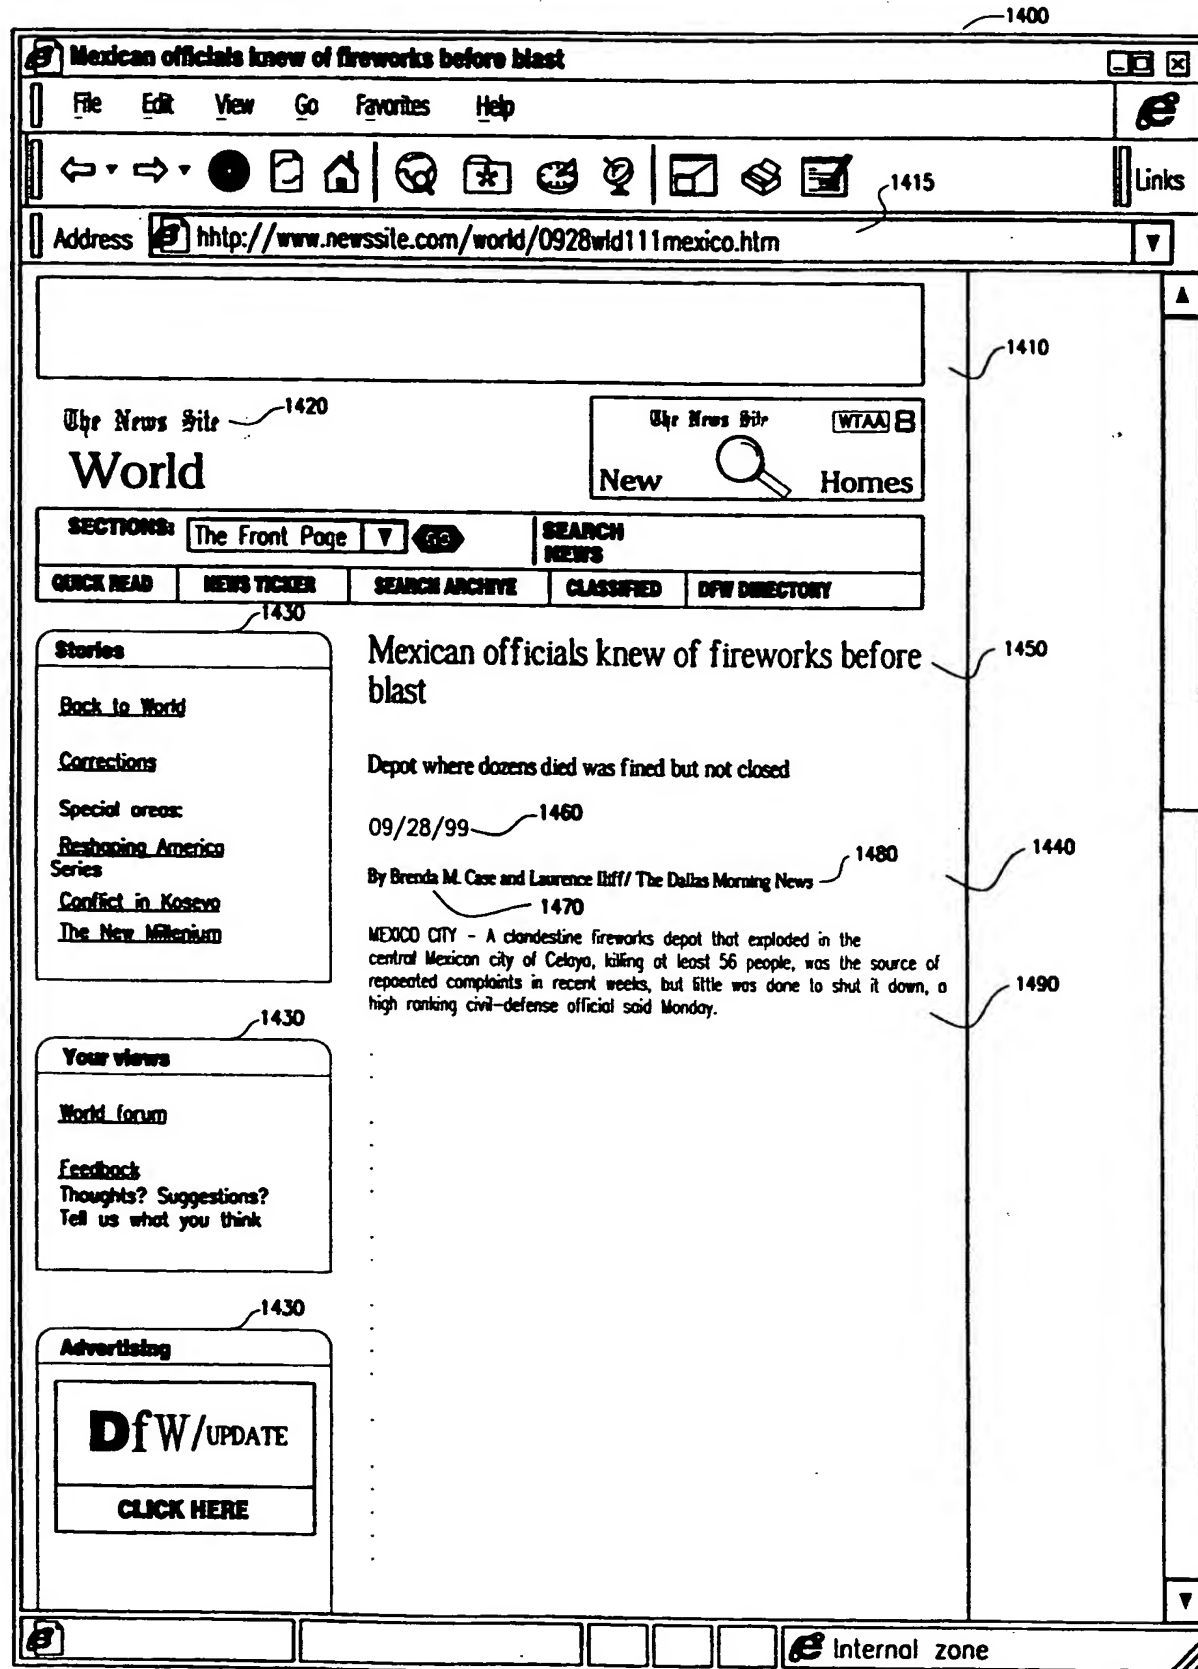 1400
Mexican officials knew of fireworks before blast
File Edit View Go Favorites Help
Links
1415
Address hhtp://www.newssite.com/world/0928wld111mexico.htm
1410
The News Site 1420
World
The News Site WTAA 8
New Homes
SECTIONS: The Front Page SEARCH
NEWS
QUICK READ NEWS TICKER SEARCH ARCHIVE CLASSIFIED DFW DIRECTORY
1430
Stories
Back to World
Corrections
Special areas:
Reshaping America
Series
Conflict in Kosevo
The New Millenium
Mexican officials knew of fireworks before
blast
1450
Depot where dozens died was fined but not closed
09/28/99 1460
1480
1440
By Brenda M. Case and Laurence Iliff/ The Dallas Morning News
1470
MEXICO CITY - A clandestine fireworks depot that exploded in the
central Mexican city of Celaya, killing at least 56 people, was the source of
repoeated complaints in recent weeks, but little was done to shut it down, a
high ranking civil-defense official said Monday.
1490
1430
Your views
World forum
Feedback
Thoughts? Suggestions?
Tell us what you think
1430
Advertising
DfW/UPDATE
CLICK HERE
Internal zone